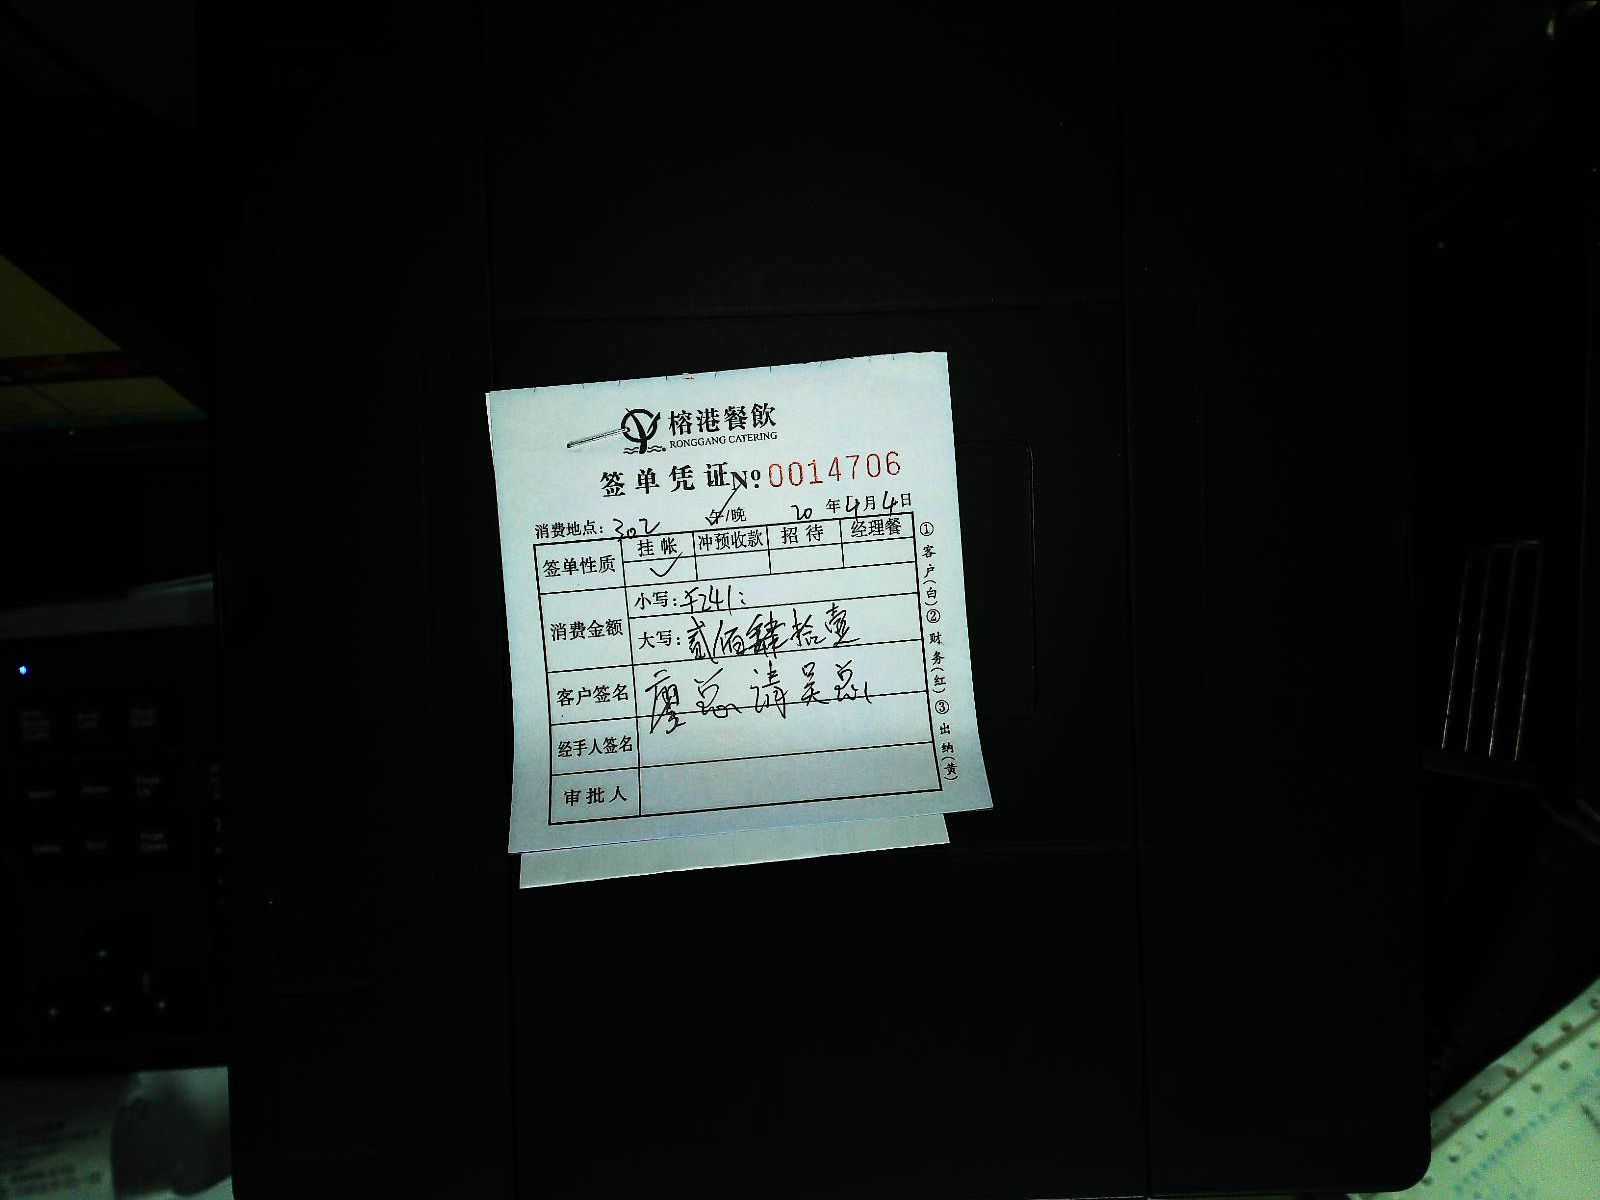 榕港餐飲
RONGGANG CATERING
签单凭证 No 0014706
消费地点：302 午/晚 20年4月4日
签单性质 挂帐 冲预收款 招待 经理餐
消费金额 小写：¥241：
大写：贰佰肆拾壹
客户签名 廖总请吴总
经手人签名
审批人
①客户(白)②财务(红)③出纳(黄)